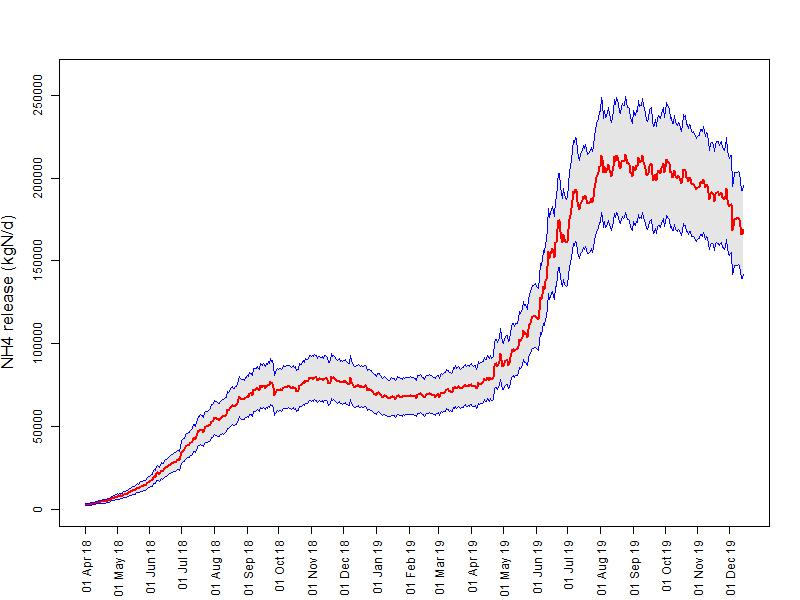 NH4 release (kgN/d)
250000
200000
150000
100000
50000
0
01 Apr 18
01 May 18
01 Jun 18
01 Jul 18
01 Aug 18
01 Sep 18
01 Oct 18
01 Nov 18
01 Dec 18
01 Jan 19
01 Feb 19
01 Mar 19
01 Apr 19
01 May 19
01 Jun 19
01 Jul 19
01 Aug 19
01 Sep 19
01 Oct 19
01 Nov 19
01 Dec 19